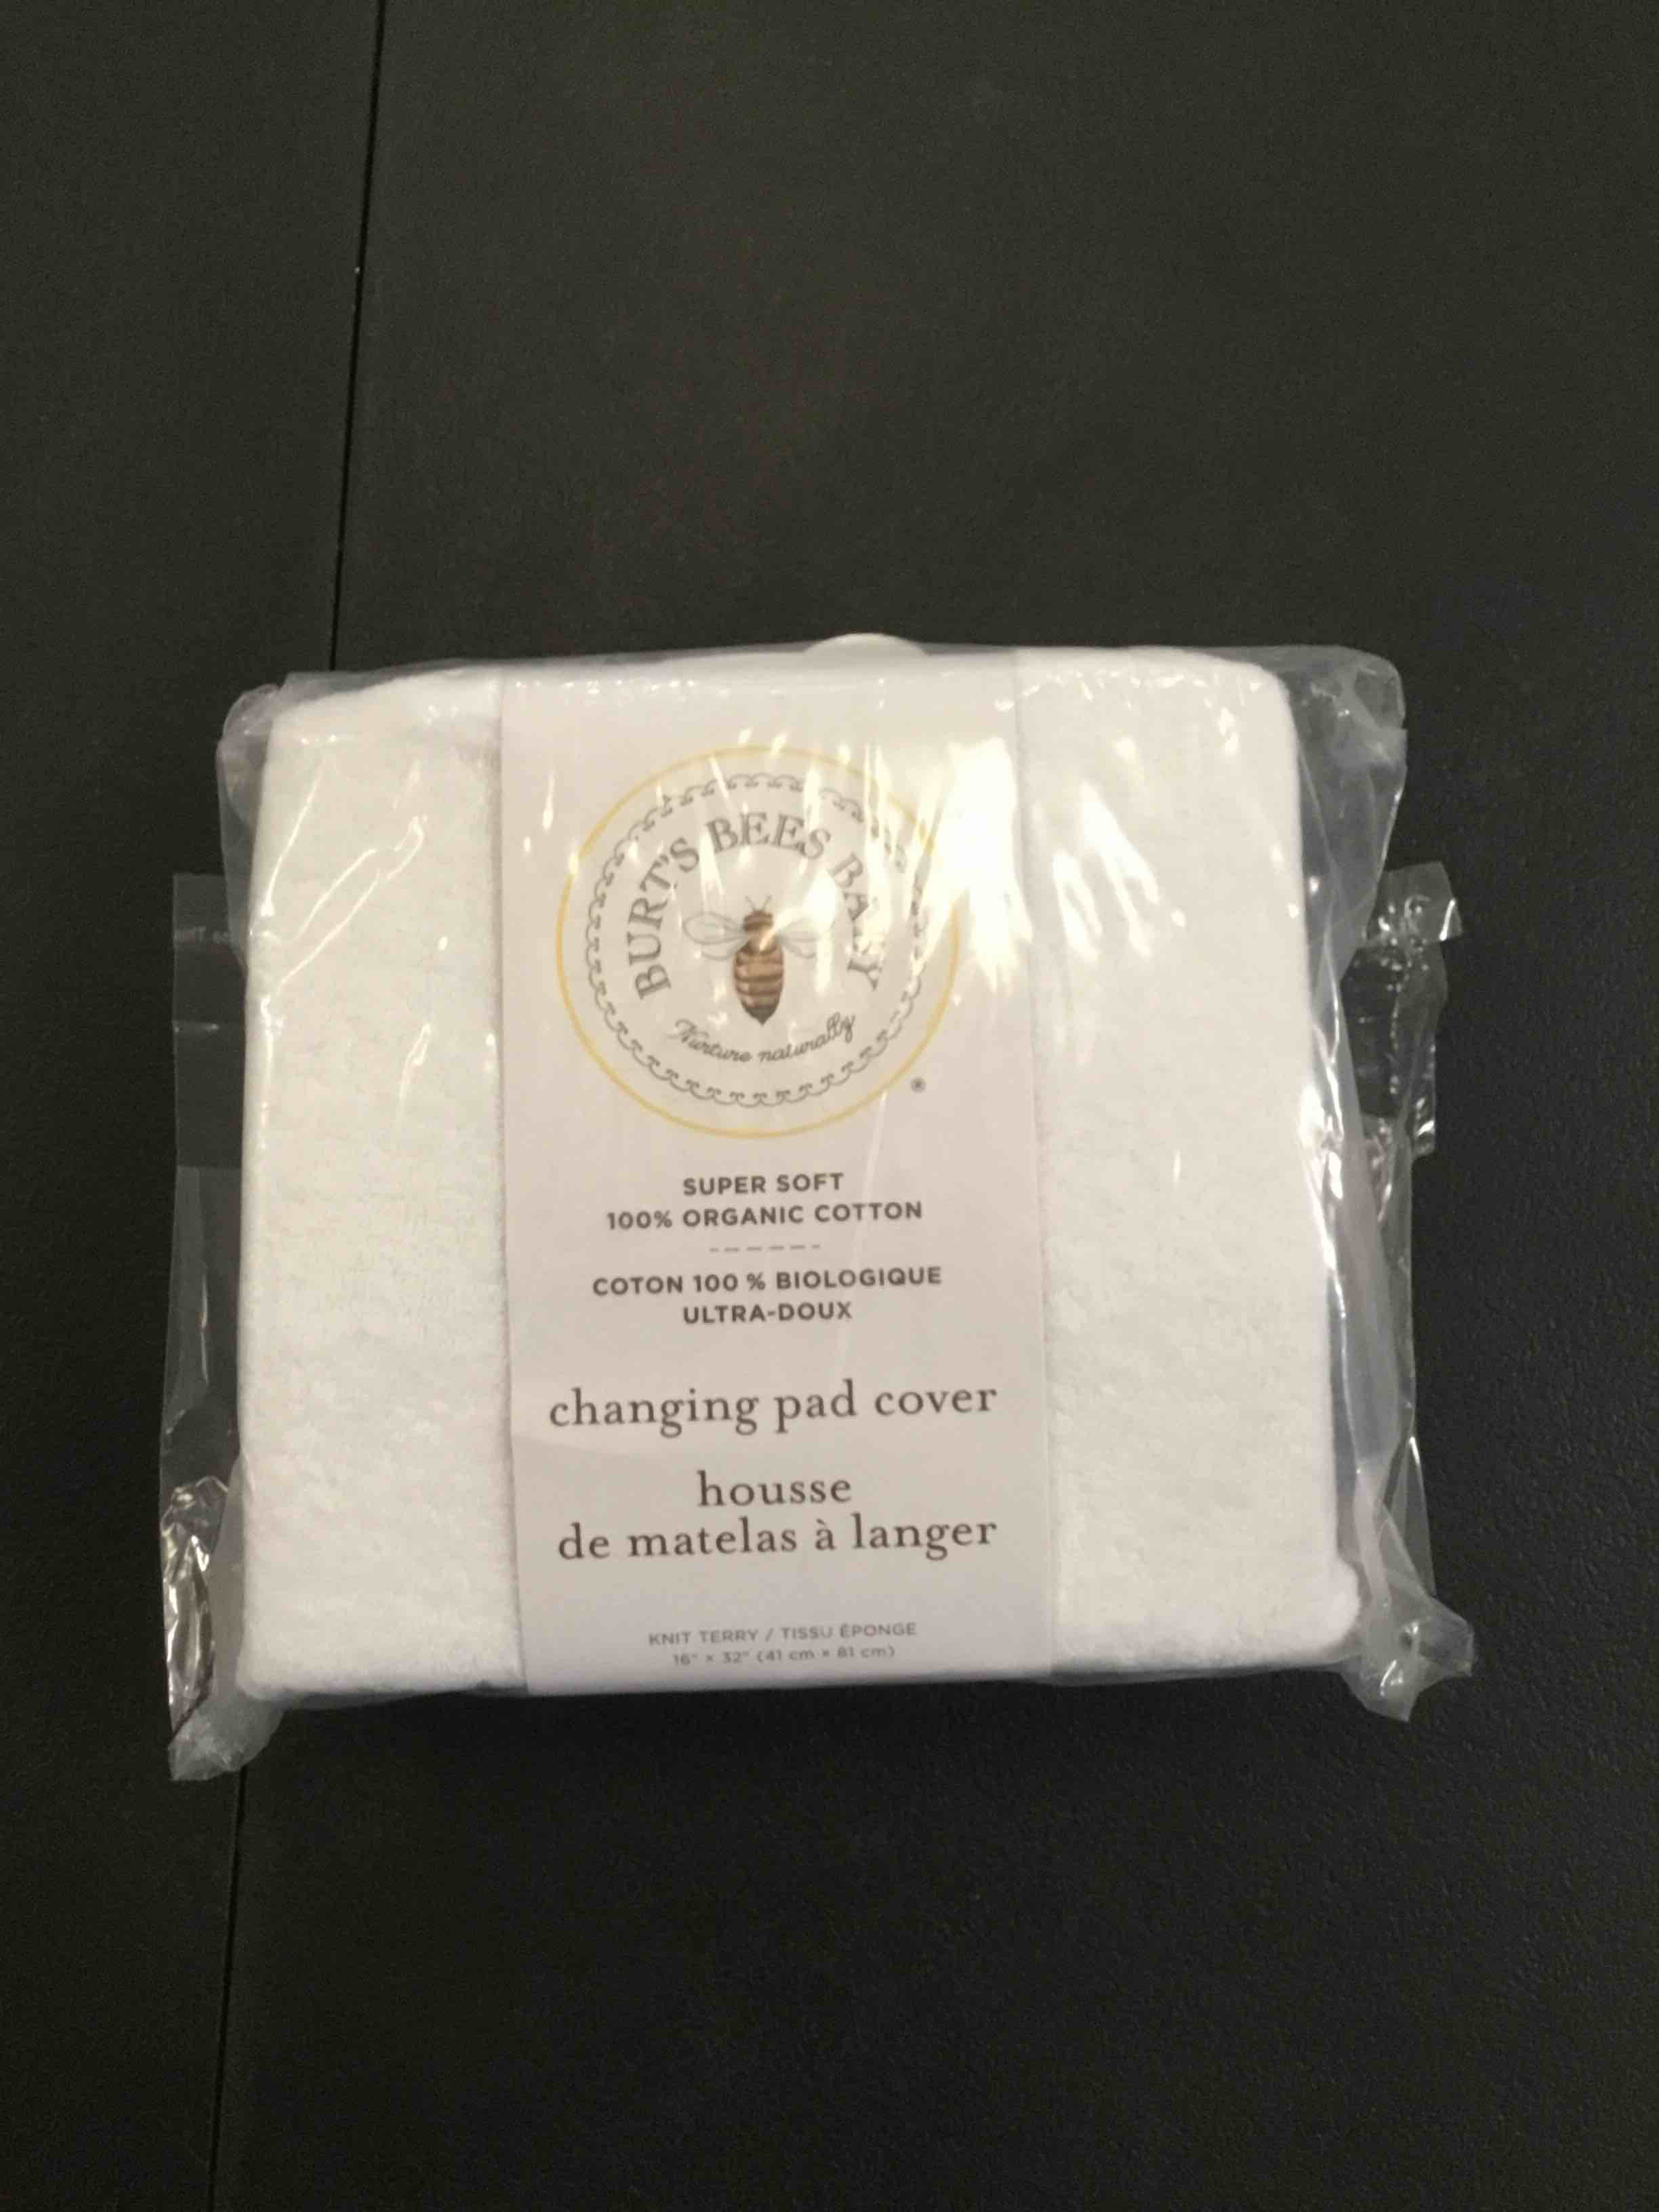 BURT'S BEES BABY
Nurture naturally
®
SUPER SOFT
100% ORGANIC COTTON
COTON 100 % BIOLOGIQUE
ULTRA-DOUX
changing pad cover
housse
de matelas à langer
KNIT TERRY / TISSU ÉPONGE
16" × 32" (41 cm × 81 cm)